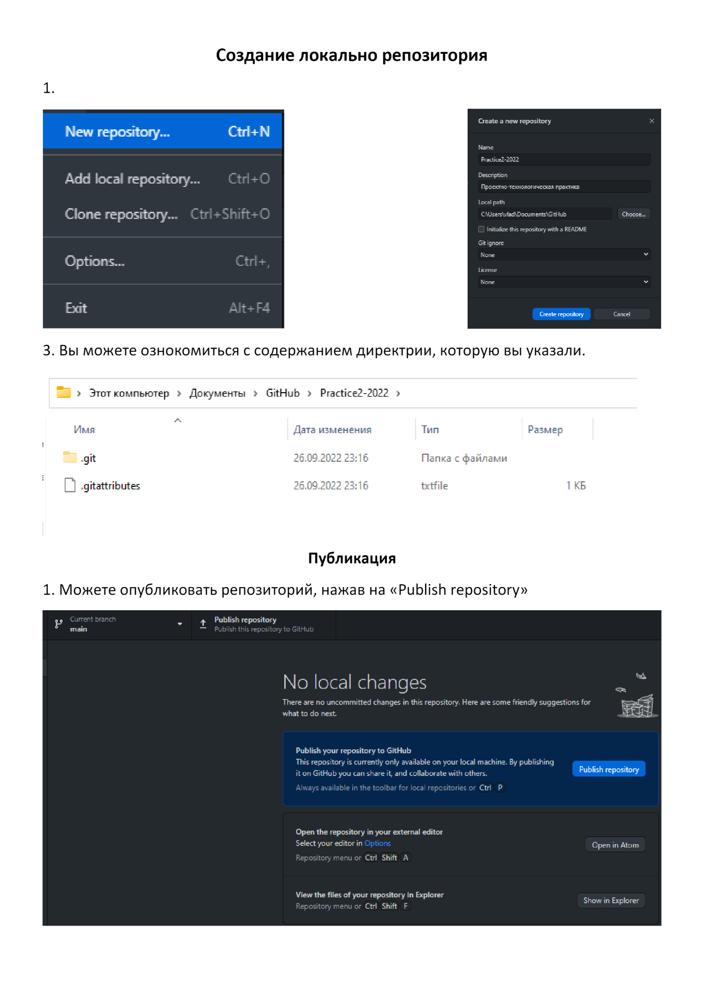 Создание локально репозитория
1.
New repository... Ctrl+N
Add local repository... Ctrl+O
Clone repository... Ctrl+Shift+O
Options... Ctrl+,
Exit Alt+F4
Create a new repository
Name
Practice2-2022
Description
Проектно-технологическая практика
Local path
C:\Users\vlad\Documents\GitHub Choose...
Initialize this repository with a README
Git ignore
None
License
None
Create repository Cancel
3. Вы можете ознокомиться с содержанием директрии, которую вы указали.
Этот компьютер > Документы > GitHub > Practice2-2022 >
Имя Дата изменения Тип Размер
.git 26.09.2022 23:16 Папка с файлами
.gitattributes 26.09.2022 23:16 txtfile 1 КБ
Публикация
1. Можете опубликовать репозиторий, нажав на «Publish repository»
Current branch
main
Publish repository
Publish this repository to GitHub
No local changes
There are no uncommitted changes in this repository. Here are some friendly suggestions for
what to do next.
Publish your repository to GitHub
This repository is currently only available on your local machine. By publishing
it on GitHub you can share it, and collaborate with others.
Always available in the toolbar for local repositories or Ctrl P
Publish repository
Open the repository in your external editor
Select your editor in Options
Repository menu or Ctrl Shift A
Open in Atom
View the files of your repository in Explorer
Repository menu or Ctrl Shift F
Show in Explorer